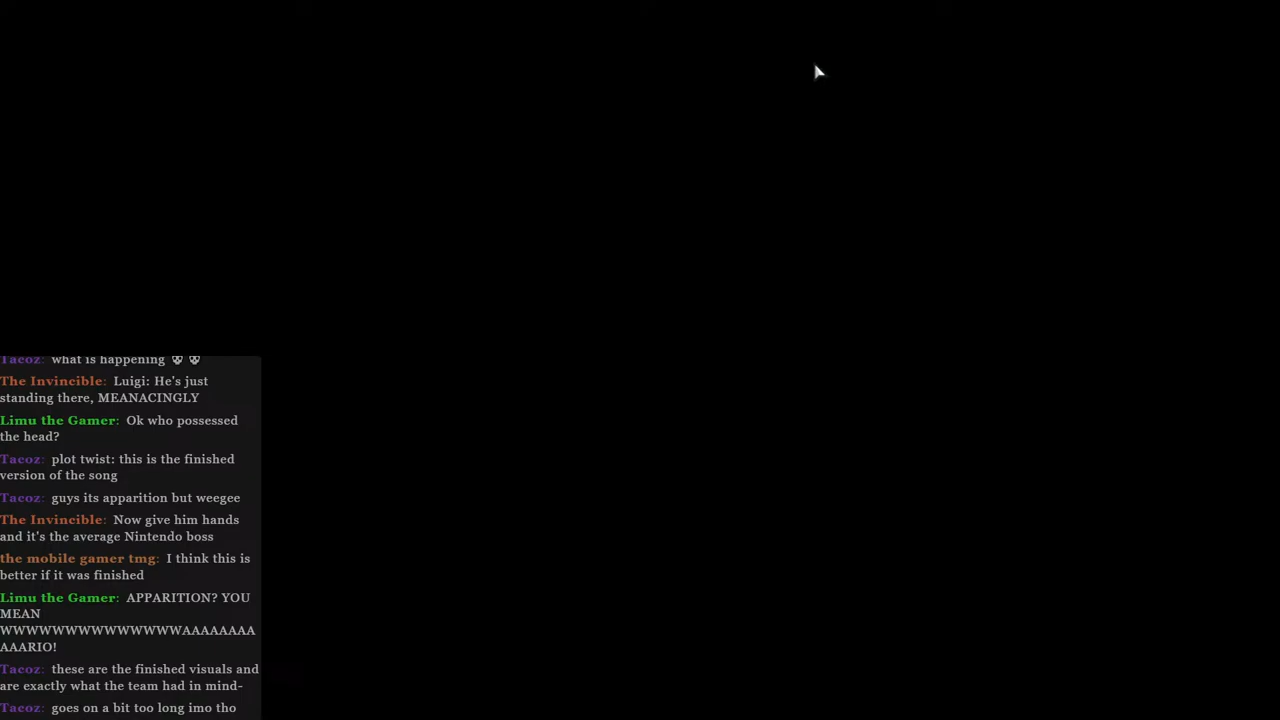 Tacoz: what is happening 💀 💀
The Invincible: Luigi: He's just
standing there, MEANACINGLY
Limu the Gamer: Ok who possessed
the head?
Tacoz: plot twist: this is the finished
version of the song
Tacoz: guys its apparition but weegee
The Invincible: Now give him hands
and it's the average Nintendo boss
the mobile gamer tmg: I think this is
better if it was finished
Limu the Gamer: APPARITION? YOU
MEAN
WWWWWWWWWWWWWWAAAAAAAA
AAARIO!
Tacoz: these are the finished visuals and
are exactly what the team had in mind-
Tacoz: goes on a bit too long imo tho